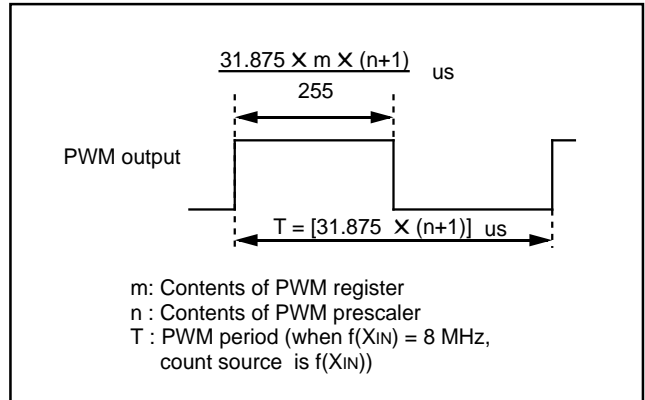 31.875 X m X (n+1)
us
255
PWM output
T = [31.875 X (n+1)] us
m: Contents of PWM register
n : Contents of PWM prescaler
T : PWM period (when f(XIN) = 8 MHz,
count source is f(XIN))